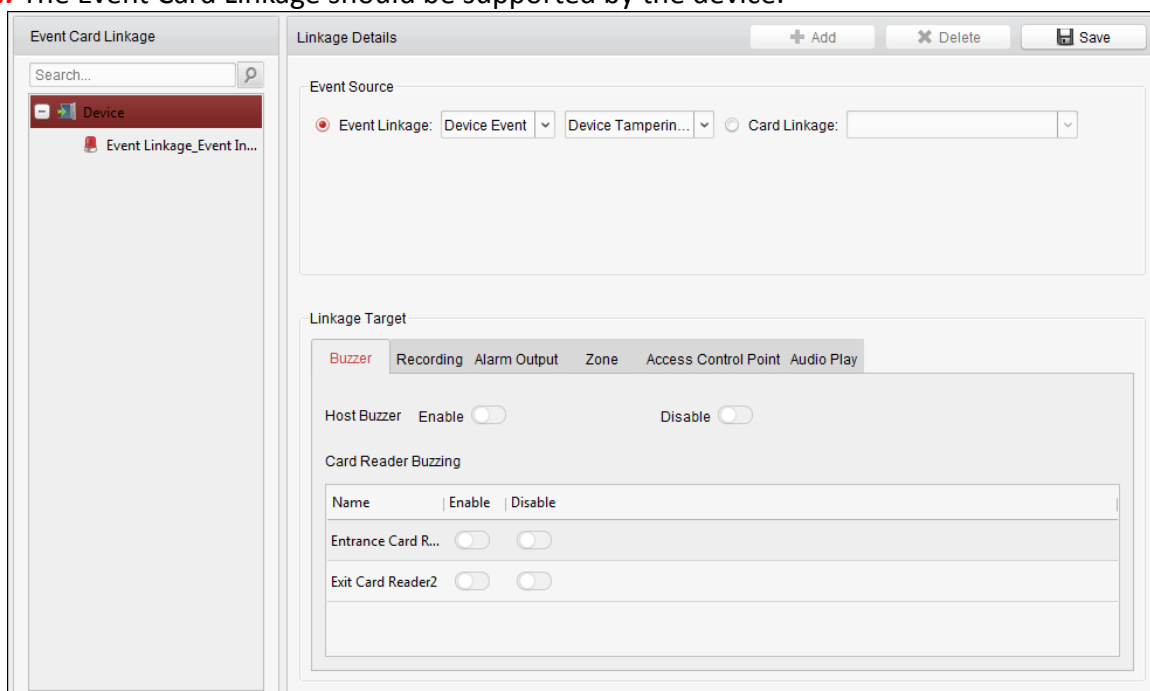 The Event Card Linkage should be supported by the device.
Event Card Linkage
Search...
Device
Event Linkage_Event In...
Linkage Details
Add
Delete
Save
Event Source
Event Linkage:
Device Event
Device Tamperin...
Card Linkage:
Linkage Target
Buzzer
Recording
Alarm Output
Zone
Access Control Point
Audio Play
Host Buzzer
Enable
Disable
Card Reader Buzzing
Name
Enable
Disable
Entrance Card R...
Exit Card Reader2